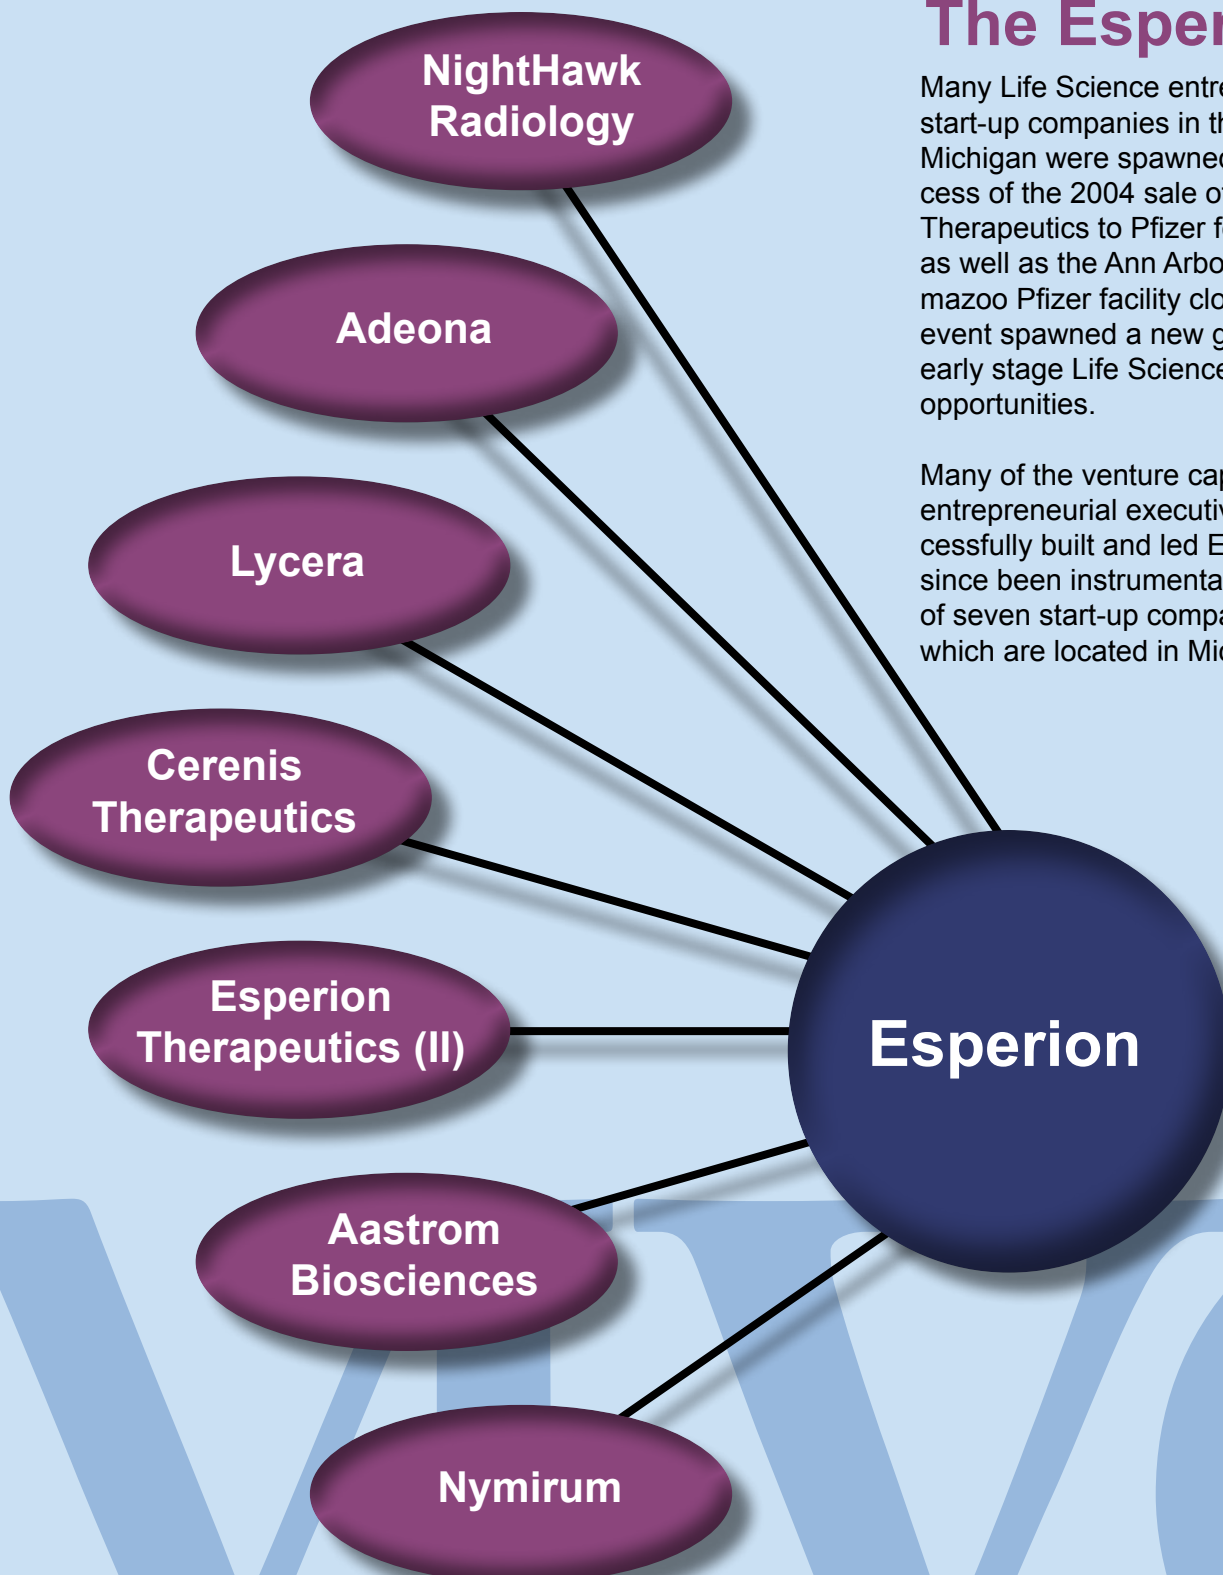 The Esper
Many Life Science entre
start-up companies in th
Michigan were spawned
cess of the 2004 sale of
Therapeutics to Pfizer fo
as well as the Ann Arbo
mazoo Pfizer facility clo
event spawned a new g
early stage Life Science
opportunities.
Many of the venture cap
entrepreneurial executiv
cessfully built and led E
since been instrumenta
of seven start-up compa
which are located in Mic
NightHawk
Radiology
Adeona
Lycera
Cerenis
Therapeutics
Esperion
Therapeutics (II)
Aastrom
Biosciences
Nymirum
Esperion